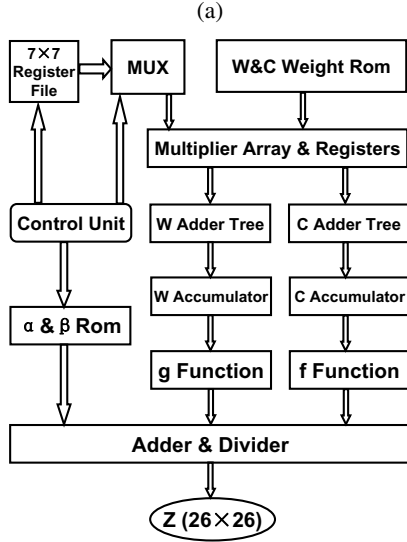 (a)
7×7
Register
File
MUX
W&C Weight Rom
Multiplier Array & Registers
Control Unit
W Adder Tree
C Adder Tree
W Accumulator
C Accumulator
α & β Rom
g Function
f Function
Adder & Divider
Z (26×26)